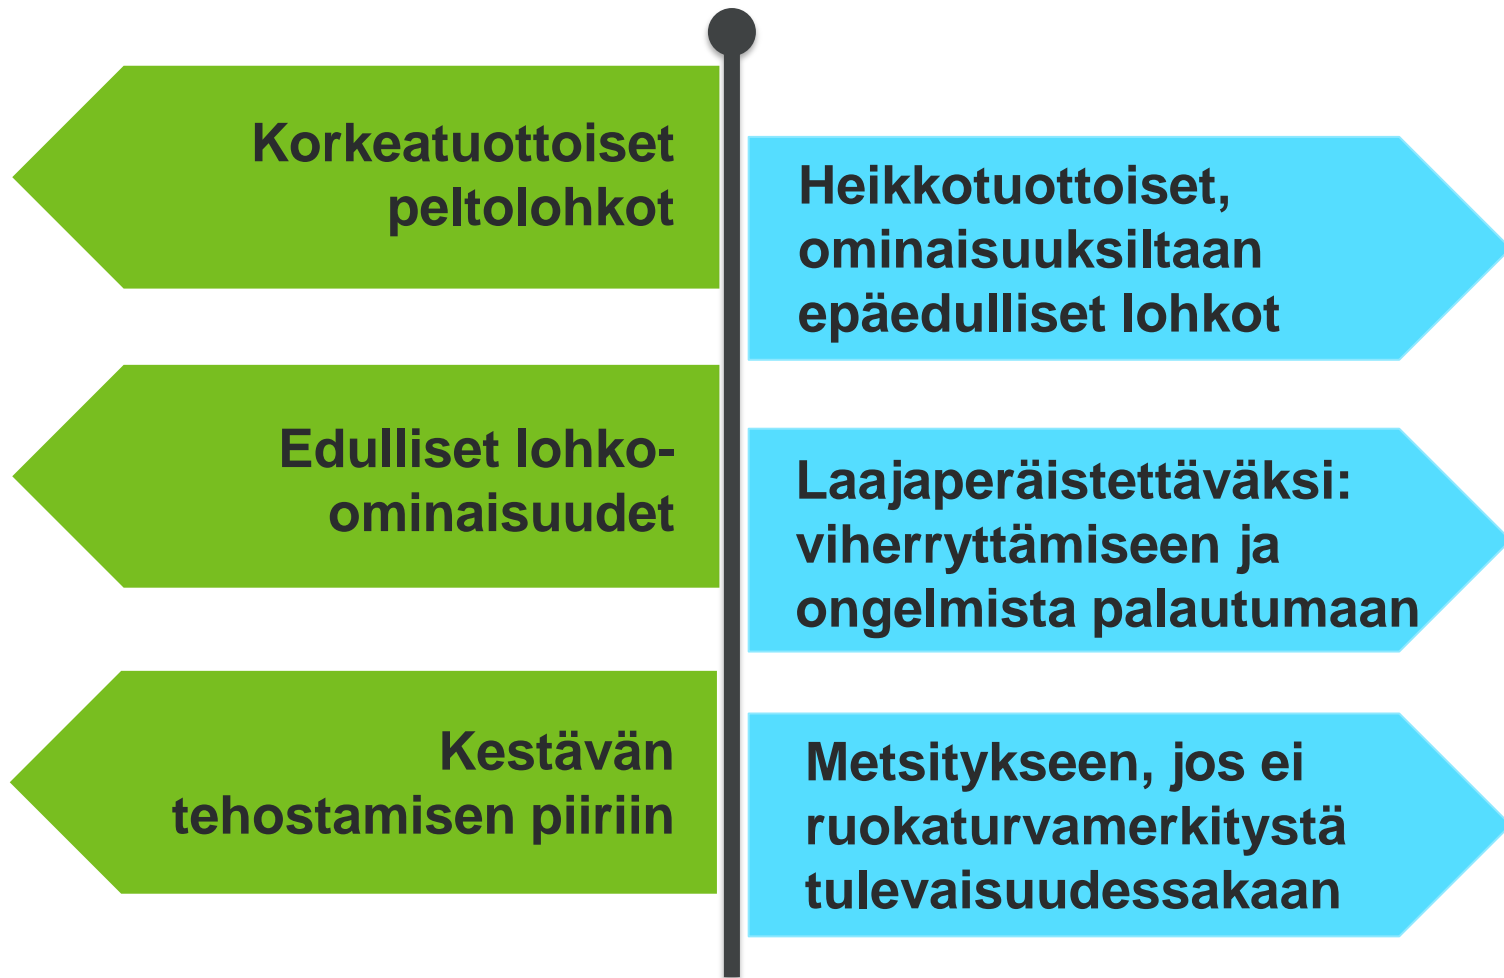 Korkeatuottoiset
peltolohkot
Edulliset lohko-
ominaisuudet
Kestävän
tehostamisen piiriin
Heikkotuottoiset,
ominaisuuksiltaan
epäedulliset lohkot
Laajaperäistettäväksi:
viherryttämiseen ja
ongelmista palautumaan
Metsitykseen, jos ei
ruokaturvamerkitystä
tulevaisuudessakaan